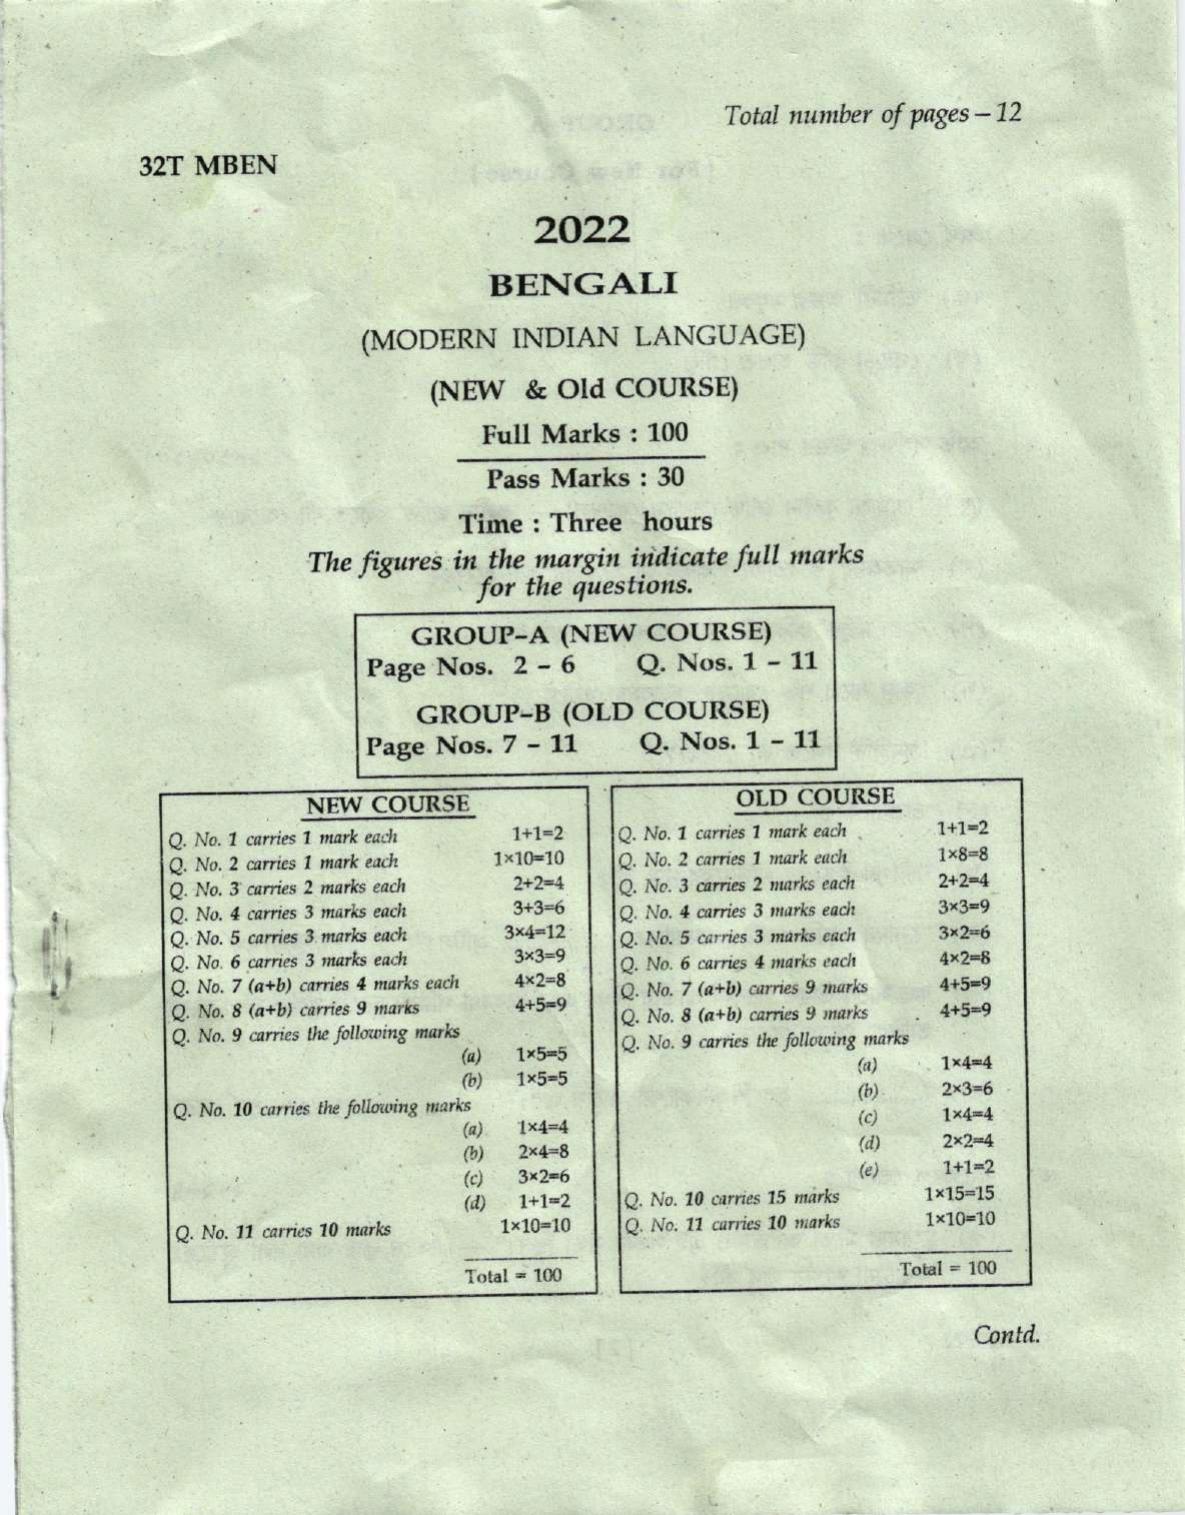 Total number of pages – 12
32T MBEN
2022
BENGALI
(MODERN INDIAN LANGUAGE)
(NEW & Old COURSE)
Full Marks : 100
Pass Marks : 30
Time : Three hours
The figures in the margin indicate full marks
for the questions.
GROUP–A (NEW COURSE)
Page Nos. 2 – 6 Q. Nos. 1 – 11
GROUP–B (OLD COURSE)
Page Nos. 7 – 11 Q. Nos. 1 – 11
NEW COURSE
Q. No. 1 carries 1 mark each 1+1=2
Q. No. 2 carries 1 mark each 1×10=10
Q. No. 3 carries 2 marks each 2+2=4
Q. No. 4 carries 3 marks each 3+3=6
Q. No. 5 carries 3 marks each 3×4=12
Q. No. 6 carries 3 marks each 3×3=9
Q. No. 7 (a+b) carries 4 marks each 4×2=8
Q. No. 8 (a+b) carries 9 marks 4+5=9
Q. No. 9 carries the following marks
(a) 1×5=5
(b) 1×5=5
Q. No. 10 carries the following marks
(a) 1×4=4
(b) 2×4=8
(c) 3×2=6
(d) 1+1=2
Q. No. 11 carries 10 marks 1×10=10
Total = 100
OLD COURSE
Q. No. 1 carries 1 mark each 1+1=2
Q. No. 2 carries 1 mark each 1×8=8
Q. No. 3 carries 2 marks each 2+2=4
Q. No. 4 carries 3 marks each 3×3=9
Q. No. 5 carries 3 marks each 3×2=6
Q. No. 6 carries 4 marks each 4×2=8
Q. No. 7 (a+b) carries 9 marks 4+5=9
Q. No. 8 (a+b) carries 9 marks 4+5=9
Q. No. 9 carries the following marks
(a) 1×4=4
(b) 2×3=6
(c) 1×4=4
(d) 2×2=4
(e) 1+1=2
Q. No. 10 carries 15 marks 1×15=15
Q. No. 11 carries 10 marks 1×10=10
Total = 100
Contd.